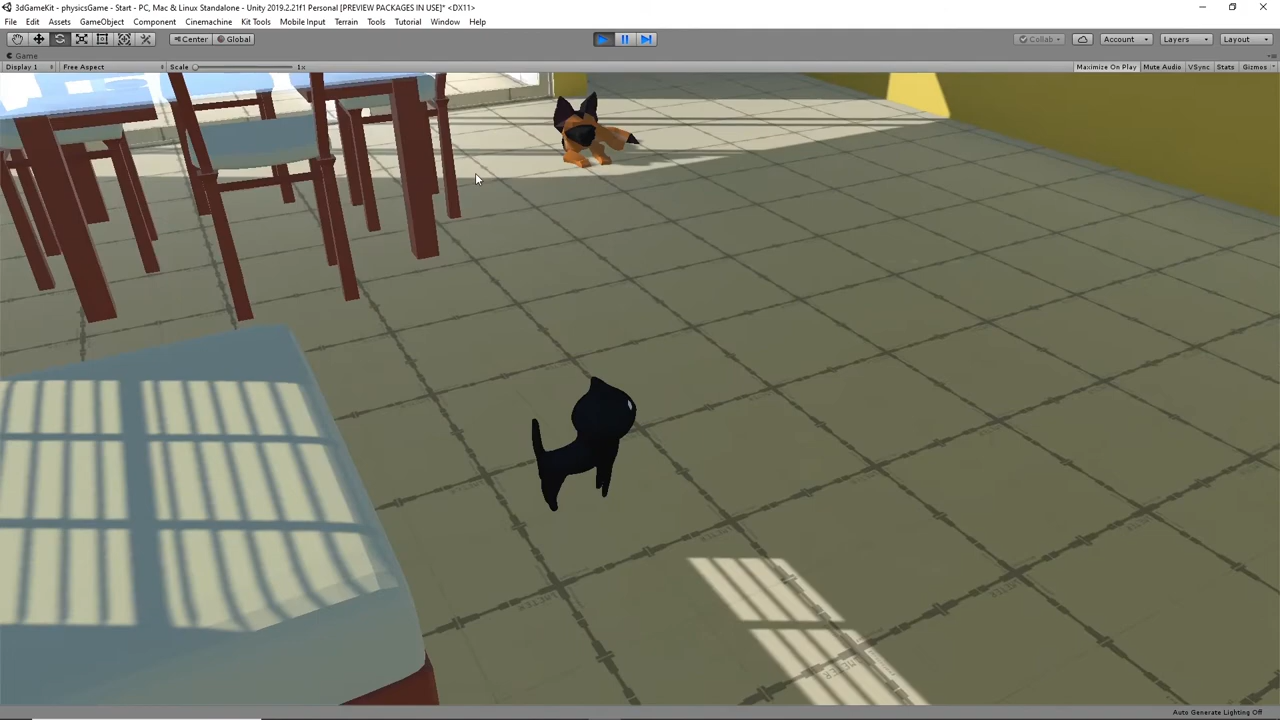 3dGameKit - physicsGame - Start - PC, Mac & Linux Standalone - Unity 2019.2.21f1 Personal [PREVIEW PACKAGES IN USE]* <DX11>
File Edit Assets GameObject Component Cinemachine Kit Tools Mobile Input Terrain Tools Tutorial Window Help
Center Global Collab Account Layers Layout
Game
Display 1 Free Aspect Scale 1x Maximize On Play Mute Audio VSync Stats Gizmos
Auto Generate Lighting Off